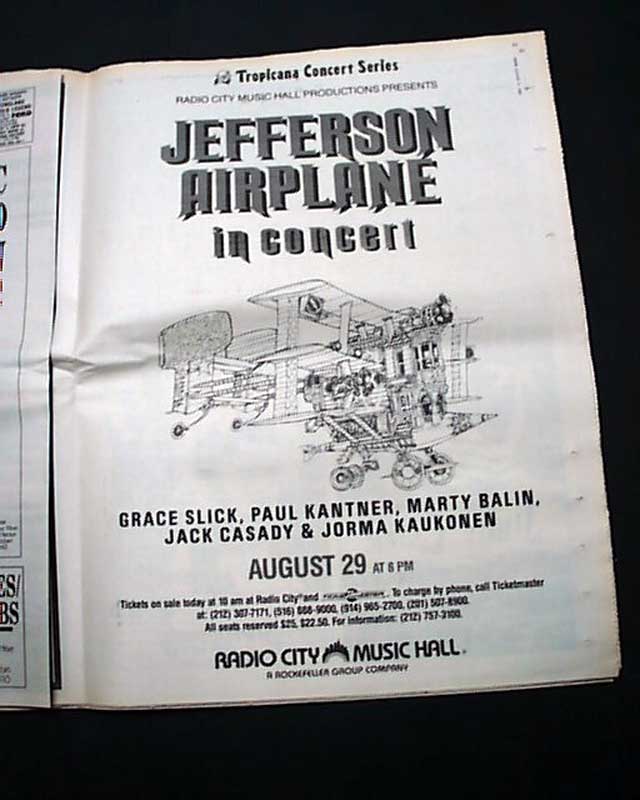 Tropicana Concert Series
RADIO CITY MUSIC HALL PRODUCTIONS PRESENTS
JEFFERSON
AIRPLANE
in concert
GRACE SLICK, PAUL KANTNER, MARTY BALIN,
JACK CASADY & JORMA KAUKONEN
AUGUST 29 AT 8 PM
Tickets on sale today at 10 am at Radio City® and TICKETMASTER. To charge by phone, call Ticketmaster
at: (212) 307-7171, (516) 888-9000, (914) 965-2700, (201) 507-8900.
All seats reserved $25, $22.50. For information: (212) 757-3100.
RADIO CITY MUSIC HALL®
A ROCKEFELLER GROUP COMPANY
FORD
C
O
ES/
BS